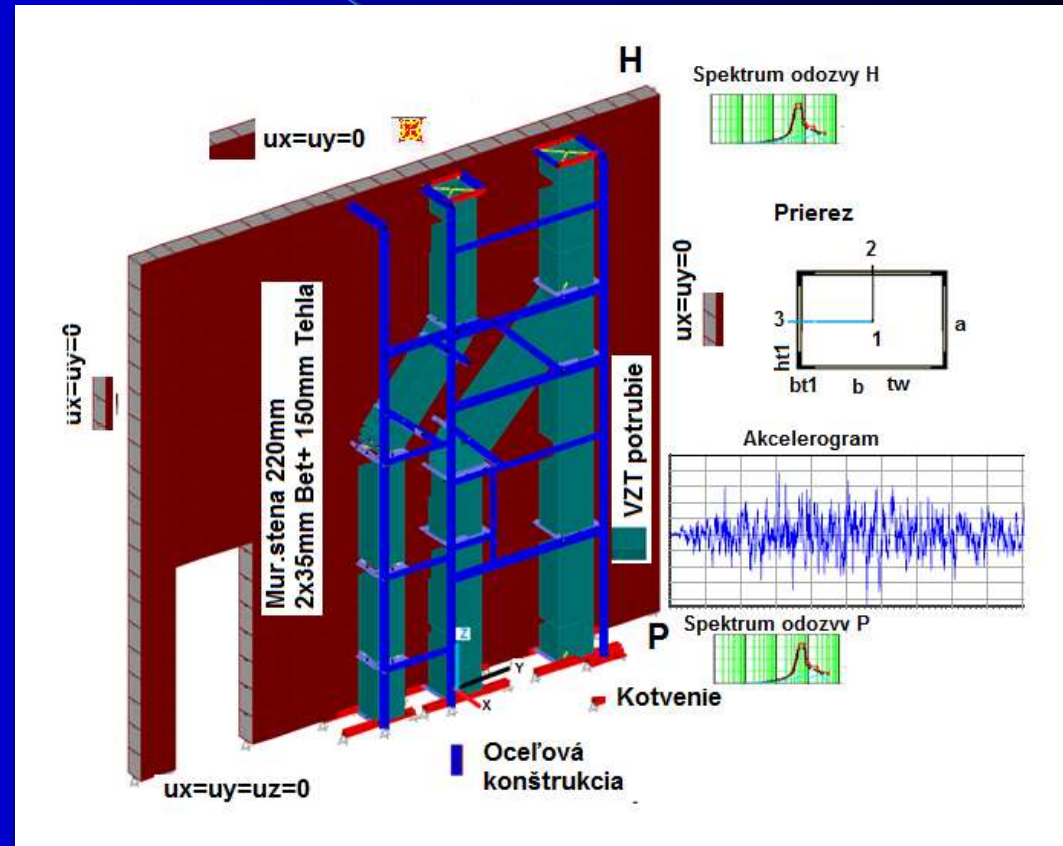 H
Spektrum odozvy H
ux=uy=0
Prierez
2
3
1
a
ht1
bt1
b
tw
ux=uy=0
ux=uy=0
Mur.stena 220mm
2x35mm Bet+ 150mm Tehla
VZT potrubie
Akcelerogram
Spektrum odozvy P
P
Z
Y
X
Kotvenie
Oceľová
konštrukcia
ux=uy=uz=0